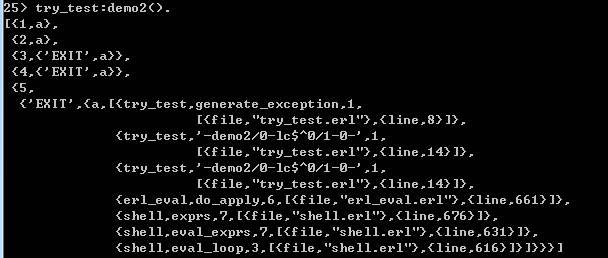 25> try_test:demo2().
[{1,a},
 {2,a},
 {3,{'EXIT',a}},
 {4,{'EXIT',a}},
 {5,
  {'EXIT',{a,[{try_test,generate_exception,1,
                        [{file,"try_test.erl"},{line,8}]},
              {try_test,'-demo2/0-lc$^0/1-0-',1,
                        [{file,"try_test.erl"},{line,14}]},
              {try_test,'-demo2/0-lc$^0/1-0-',1,
                        [{file,"try_test.erl"},{line,14}]},
              {erl_eval,do_apply,6,[{file,"erl_eval.erl"},{line,661}]},
              {shell,exprs,7,[{file,"shell.erl"},{line,676}]},
              {shell,eval_exprs,7,[{file,"shell.erl"},{line,631}]},
              {shell,eval_loop,3,[{file,"shell.erl"},{line,616}]}]}}}]